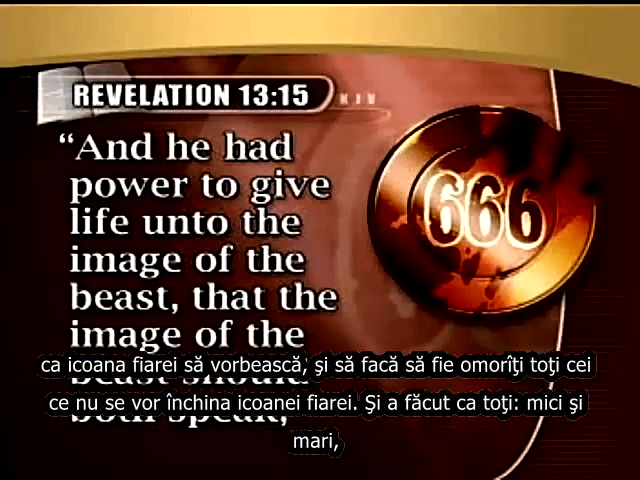 REVELATION 13:15 KJV
666
“And he had
power to give
life unto the
image of the
beast, that the
image of the
beast should
both speak,
ca icoana fiarei să vorbească, şi să facă să fie omorîţi toţi cei
ce nu se vor închina icoanei fiarei. Şi a făcut ca toţi: mici şi
mari,